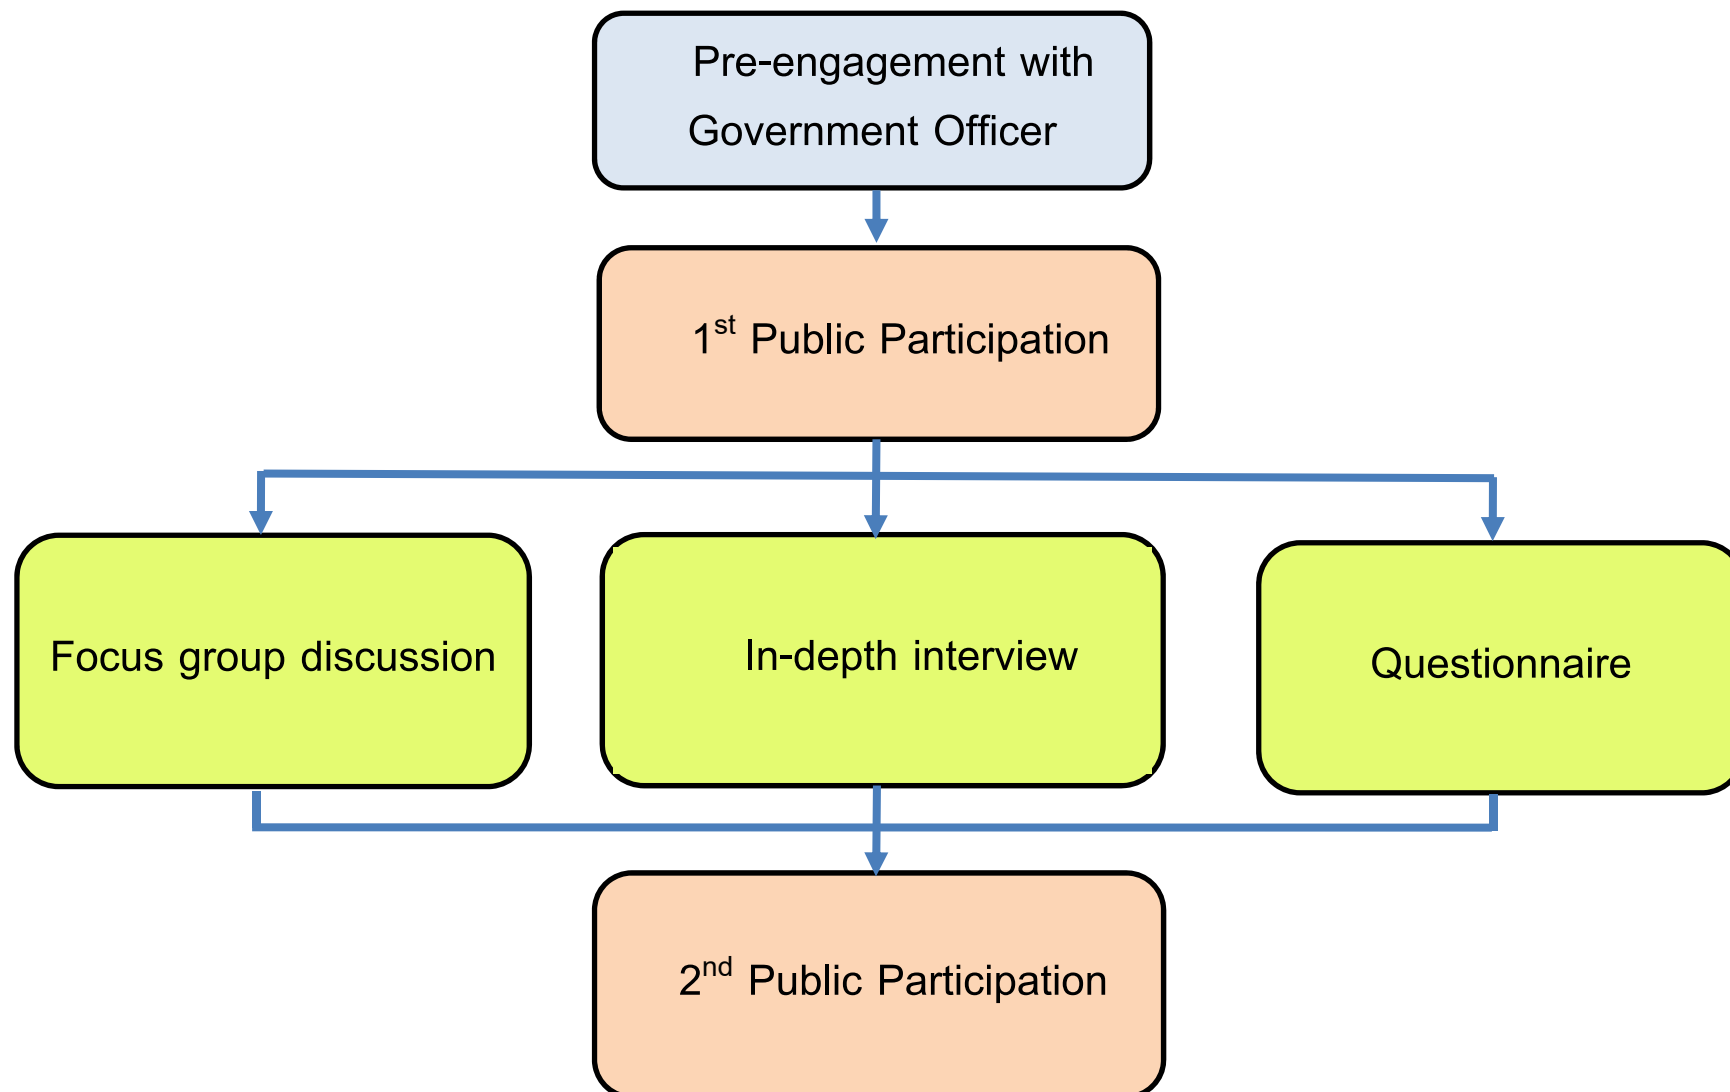 Pre-engagement with
Government Officer
1st Public Participation
Focus group discussion
In-depth interview
Questionnaire
2nd Public Participation